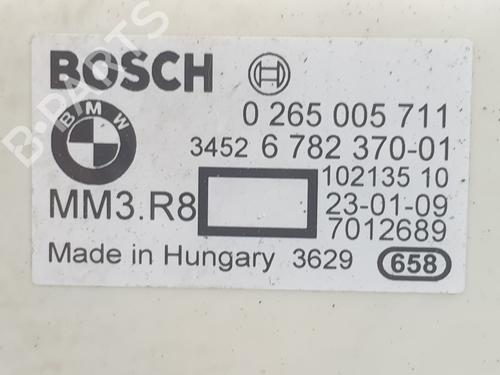 BOSCH
0 265 005 711
BMW
3452 6 782 370-01
102135 10
MM3.R8
23-01-09
7012689
Made in Hungary 3629 658
B-PARTS